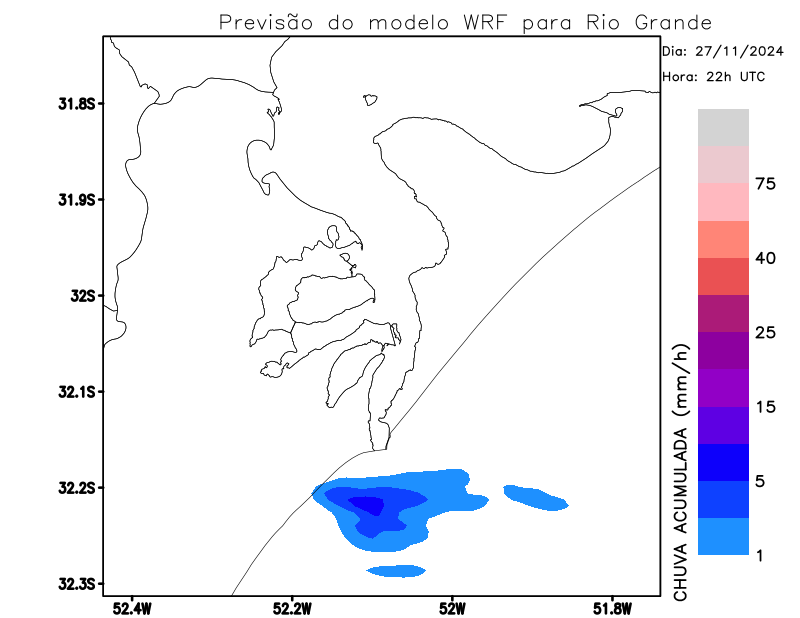 Previsão do modelo WRF para Rio Grande
Dia: 27/11/2024
Hora: 22h UTC
31.8S
31.9S
32S
32.1S
32.2S
32.3S
52.4W
52.2W
52W
51.8W
CHUVA ACUMULADA (mm/h)
75
40
25
15
5
1